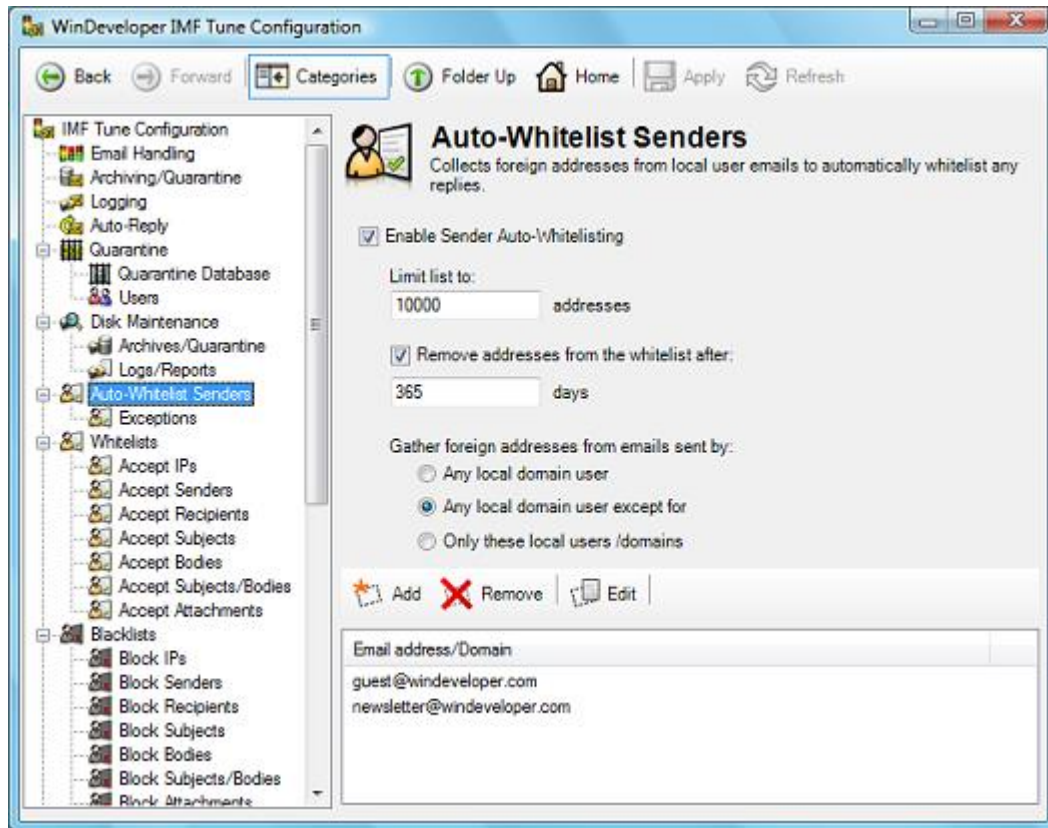 WinDeveloper IMF Tune Configuration
Back Forward Categories Folder Up Home Apply Refresh
IMF Tune Configuration
Email Handling
Archiving/Quarantine
Logging
Auto-Reply
Quarantine
Quarantine Database
Users
Disk Maintenance
Archives/Quarantine
Logs/Reports
Auto-Whitelist Senders
Exceptions
Whitelists
Accept IPs
Accept Senders
Accept Recipients
Accept Subjects
Accept Bodies
Accept Subjects/Bodies
Accept Attachments
Blacklists
Block IPs
Block Senders
Block Recipients
Block Subjects
Block Bodies
Block Subjects/Bodies
Block Attachments
Auto-Whitelist Senders
Collects foreign addresses from local user emails to automatically whitelist any
replies.
Enable Sender Auto-Whitelisting
Limit list to:
10000 addresses
Remove addresses from the whitelist after:
365 days
Gather foreign addresses from emails sent by:
Any local domain user
Any local domain user except for
Only these local users /domains
Add Remove Edit
Email address/Domain
guest@windeveloper.com
newsletter@windeveloper.com